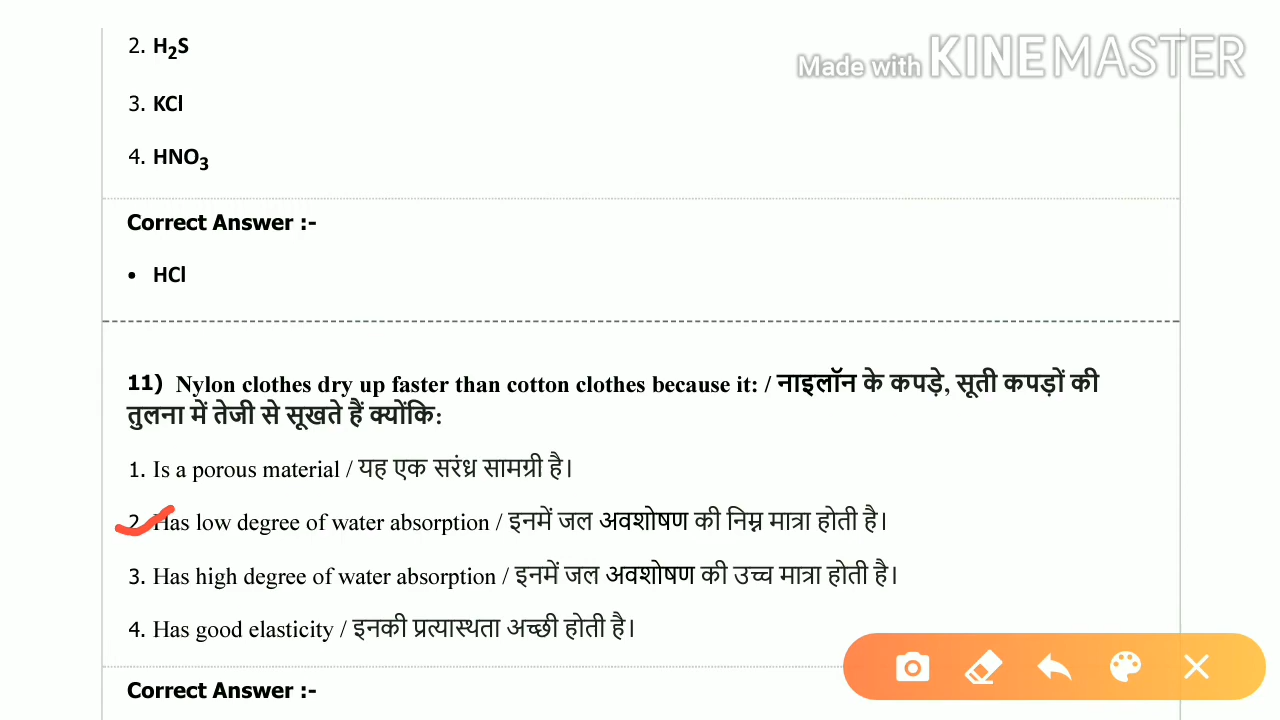 2. H₂S
Made with KINEMASTER
3. KCl
4. HNO₃
Correct Answer :-
• HCl
11) Nylon clothes dry up faster than cotton clothes because it: / नाइलॉन के कपड़े, सूती कपड़ों की
तुलना में तेजी से सूखते हैं क्योंकि:
1. Is a porous material / यह एक सरंध्र सामग्री है।
2. Has low degree of water absorption / इनमें जल अवशोषण की निम्न मात्रा होती है।
3. Has high degree of water absorption / इनमें जल अवशोषण की उच्च मात्रा होती है।
4. Has good elasticity / इनकी प्रत्यास्थता अच्छी होती है।
Correct Answer :-